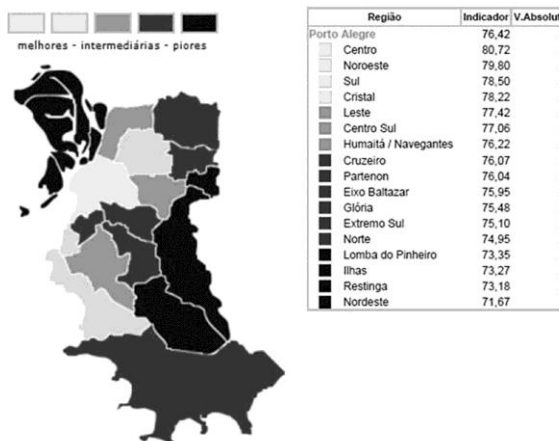 melhores - intermediárias - piores
Região Indicador V.Absolut
Porto Alegre 76,42
Centro 80,72
Noroeste 79,80
Sul 78,50
Cristal 78,22
Leste 77,42
Centro Sul 77,06
Humaitá / Navegantes 76,22
Cruzeiro 76,07
Partenon 76,04
Eixo Baltazar 75,95
Glória 75,48
Extremo Sul 75,10
Norte 74,95
Lomba do Pinheiro 73,35
Ilhas 73,27
Restinga 73,18
Nordeste 71,67